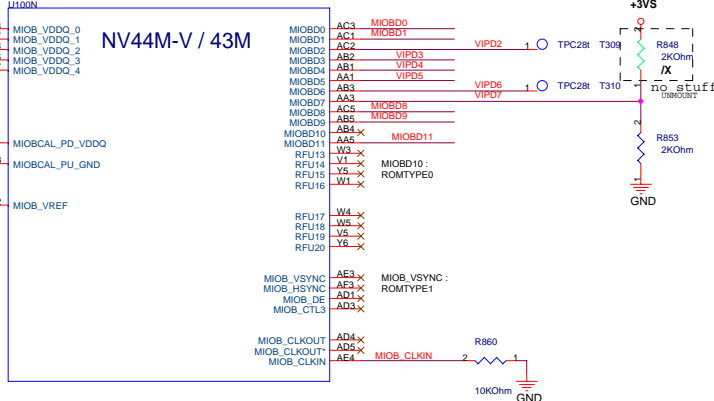 U100N
NV44M-V / 43M
MIOB_VDDQ_0
MIOB_VDDQ_1
MIOB_VDDQ_2
MIOB_VDDQ_3
MIOB_VDDQ_4
MIOBCAL_PD_VDDQ
MIOBCAL_PU_GND
MIOB_VREF
MIOBD0 AC3 MIOBD0
MIOBD1 AC1 MIOBD1
MIOBD2 AC2 VIPD2 1 TPC28t T309
MIOBD3 AB2 VIPD3
MIOBD4 AB1 VIPD4
MIOBD5 AA1 VIPD5
MIOBD6 AB3 VIPD6 1 TPC28t T310
MIOBD7 AA3 VIPD7
MIOBD8 AC5 MIOBD8
MIOBD9 AB5 MIOBD9
MIOBD10 AB4
MIOBD11 AA5 MIOBD11
RFU13 W3
RFU14 V1
RFU15 Y5
RFU16 W1
MIOBD10 :
ROMTYPE0
RFU17 W4
RFU18 W5
RFU19 V5
RFU20 Y6
MIOB_VSYNC AE3
MIOB_HSYNC AF3
MIOB_DE AD1
MIOB_CTL3 AD3
MIOB_VSYNC :
ROMTYPE1
MIOB_CLKOUT AD4
MIOB_CLKOUT* AD5
MIOB_CLKIN AE4 MIOB_CLKIN
2 R860 1
10KOhm
GND
+3VS
2
R848
2KOhm
/X
1
no stuff
UNMOUNT
2
R853
2KOhm
1
GND